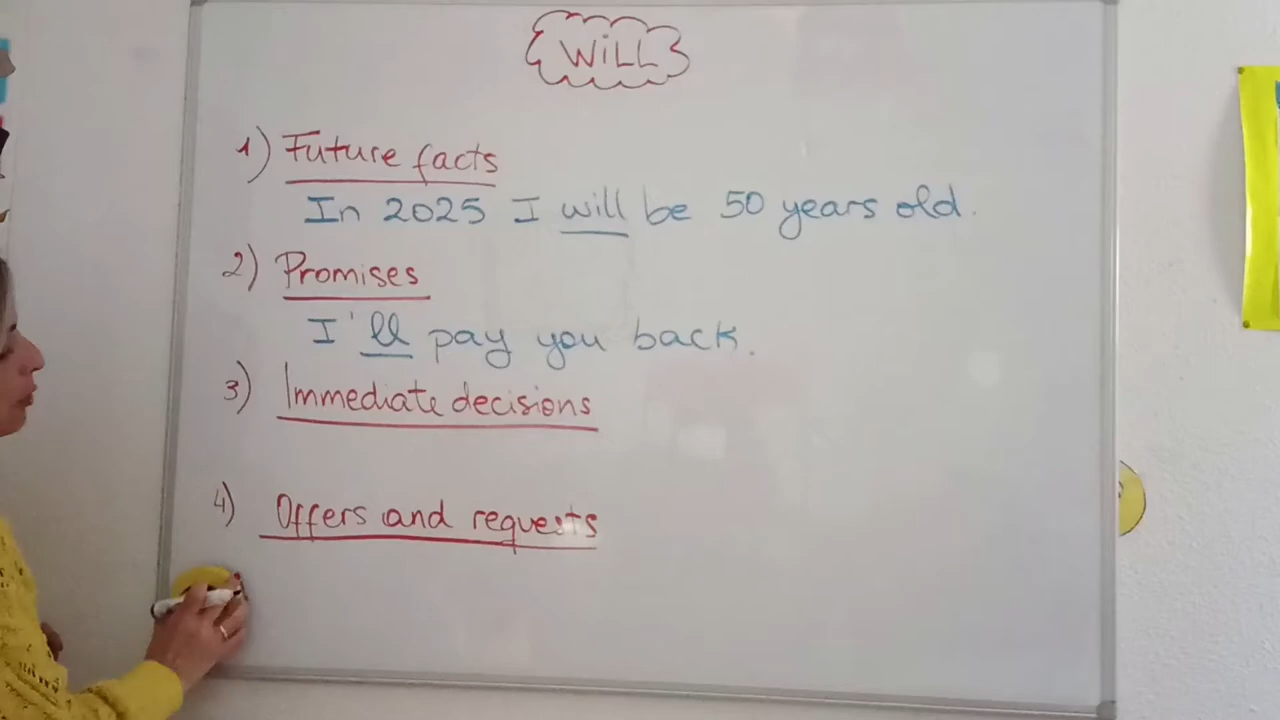 WiLL
1) Future facts
In 2025 I will be 50 years old.
2) Promises
I'll pay you back.
3) Immediate decisions
4) Offers and requests